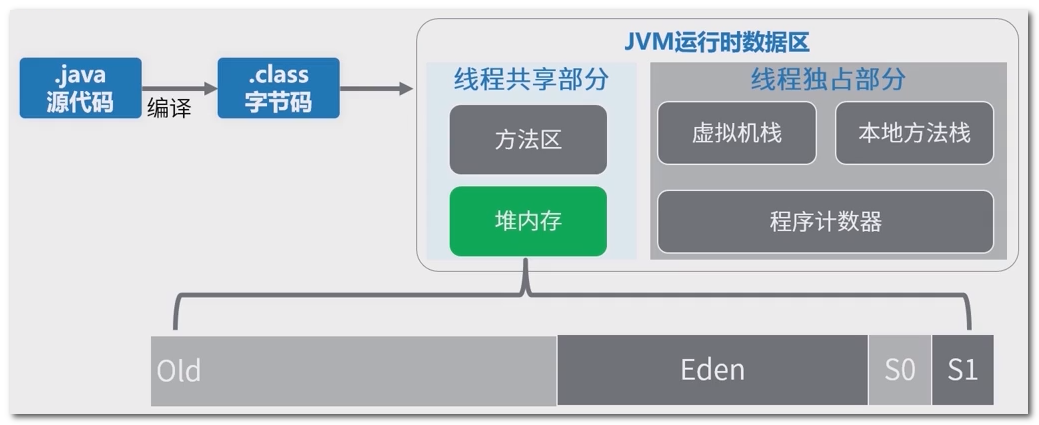 .java
源代码
编译
.class
字节码
JVM运行时数据区
线程共享部分
方法区
堆内存
线程独占部分
虚拟机栈
本地方法栈
程序计数器
Old
Eden
S0
S1